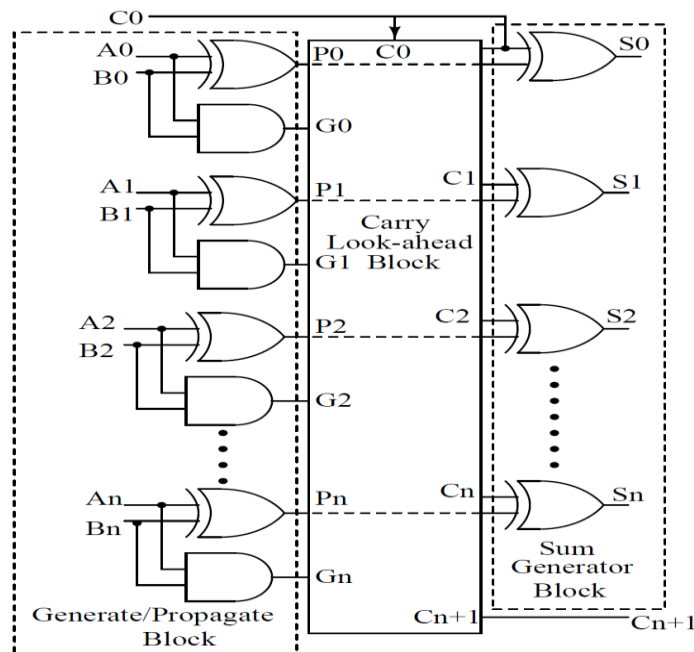 C0
A0
B0
P0
C0
S0
G0
A1
B1
P1
C1
S1
Carry
Look-ahead
Block
G1
A2
B2
P2
C2
S2
G2
An
Bn
Pn
Cn
Sn
Gn
Sum
Generator
Block
Generate/Propagate
Block
Cn+1
Cn+1